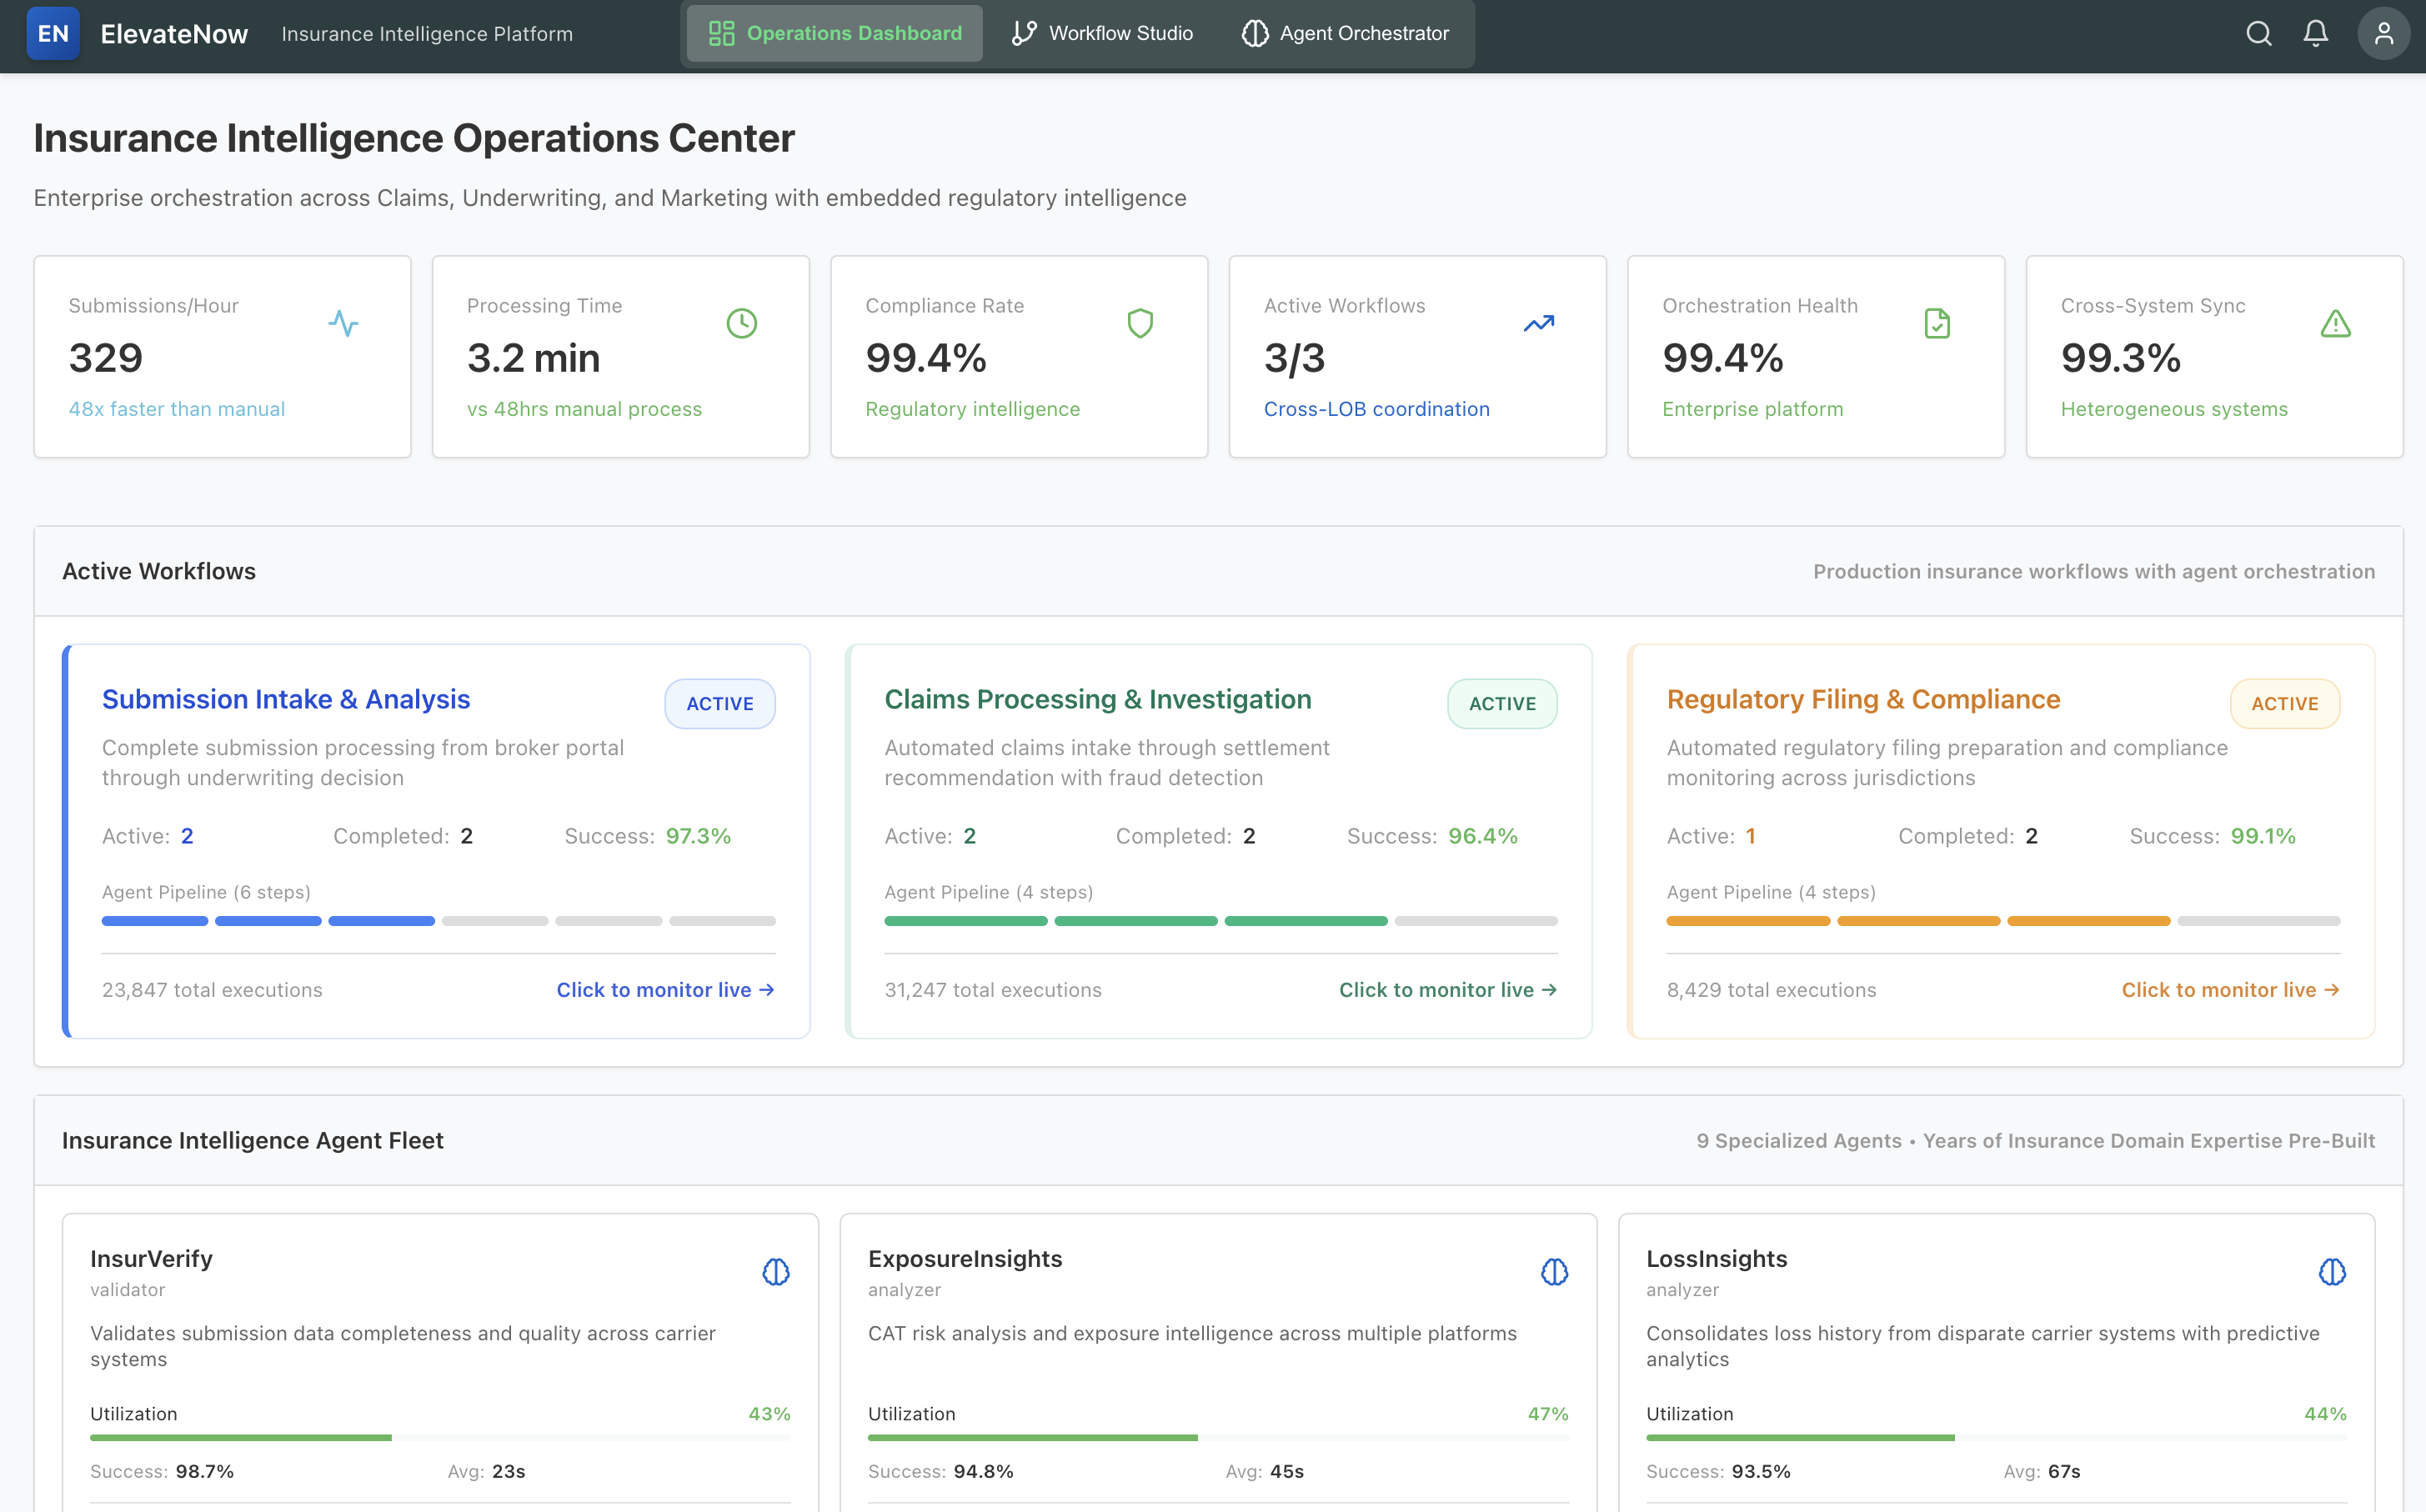 EN ElevateNow Insurance Intelligence Platform Operations Dashboard Workflow Studio Agent Orchestrator
Insurance Intelligence Operations Center
Enterprise orchestration across Claims, Underwriting, and Marketing with embedded regulatory intelligence
Submissions/Hour
329
48x faster than manual
Processing Time
3.2 min
vs 48hrs manual process
Compliance Rate
99.4%
Regulatory intelligence
Active Workflows
3/3
Cross-LOB coordination
Orchestration Health
99.4%
Enterprise platform
Cross-System Sync
99.3%
Heterogeneous systems
Active Workflows
Production insurance workflows with agent orchestration
Submission Intake & Analysis
ACTIVE
Complete submission processing from broker portal
through underwriting decision
Active: 2 Completed: 2 Success: 97.3%
Agent Pipeline (6 steps)
23,847 total executions
Click to monitor live →
Claims Processing & Investigation
ACTIVE
Automated claims intake through settlement
recommendation with fraud detection
Active: 2 Completed: 2 Success: 96.4%
Agent Pipeline (4 steps)
31,247 total executions
Click to monitor live →
Regulatory Filing & Compliance
ACTIVE
Automated regulatory filing preparation and compliance
monitoring across jurisdictions
Active: 1 Completed: 2 Success: 99.1%
Agent Pipeline (4 steps)
8,429 total executions
Click to monitor live →
Insurance Intelligence Agent Fleet
9 Specialized Agents • Years of Insurance Domain Expertise Pre-Built
InsurVerify
validator
Validates submission data completeness and quality across carrier
systems
Utilization 43%
Success: 98.7% Avg: 23s
ExposureInsights
analyzer
CAT risk analysis and exposure intelligence across multiple platforms
Utilization 47%
Success: 94.8% Avg: 45s
LossInsights
analyzer
Consolidates loss history from disparate carrier systems with predictive
analytics
Utilization 44%
Success: 93.5% Avg: 67s